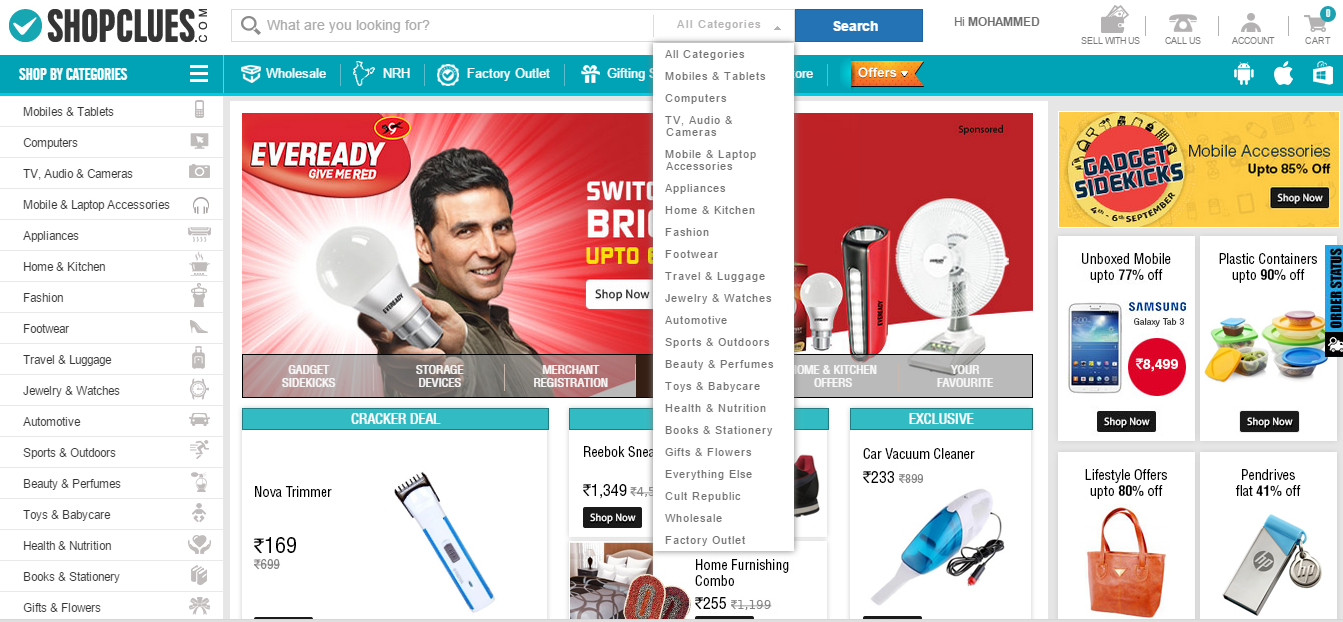 SHOPCLUES.COM
What are you looking for?
All Categories
Search
Hi MOHAMMED
SELL WITH US
CALL US
ACCOUNT
0
CART
SHOP BY CATEGORIES
Wholesale
NRH
Factory Outlet
Gifting S
ore
Offers
Mobiles & Tablets
Computers
TV, Audio & Cameras
Mobile & Laptop Accessories
Appliances
Home & Kitchen
Fashion
Footwear
Travel & Luggage
Jewelry & Watches
Automotive
Sports & Outdoors
Beauty & Perfumes
Toys & Babycare
Health & Nutrition
Books & Stationery
Gifts & Flowers
All Categories
Mobiles & Tablets
Computers
TV, Audio &
Cameras
Mobile & Laptop
Accessories
Appliances
Home & Kitchen
Fashion
Footwear
Travel & Luggage
Jewelry & Watches
Automotive
Sports & Outdoors
Beauty & Perfumes
Toys & Babycare
Health & Nutrition
Books & Stationery
Gifts & Flowers
Everything Else
Cult Republic
Wholesale
Factory Outlet
EVEREADY
GIVE ME RED
SWITC
BRI
UPTO
Shop Now
Sponsored
EVEREADY
EVEREADY
GADGET
SIDEKICKS
STORAGE
DEVICES
MERCHANT
REGISTRATION
HOME & KITCHEN
OFFERS
YOUR
FAVOURITE
CRACKER DEAL
Nova Trimmer
₹169
₹699
Reebok Snea
₹1,349 ₹4,5
Shop Now
Home Furnishing
Combo
₹255 ₹1,199
EXCLUSIVE
Car Vacuum Cleaner
₹233 ₹899
GADGET
SIDEKICKS
4th - 6th SEPTEMBER
Mobile Accessories
Upto 85% Off
Shop Now
Unboxed Mobile
upto 77% off
SAMSUNG
Galaxy Tab 3
₹8,499
Shop Now
Plastic Containers
upto 90% off
Shop Now
ORDER STATUS
Lifestyle Offers
upto 80% off
Pendrives
flat 41% off
hp
hp